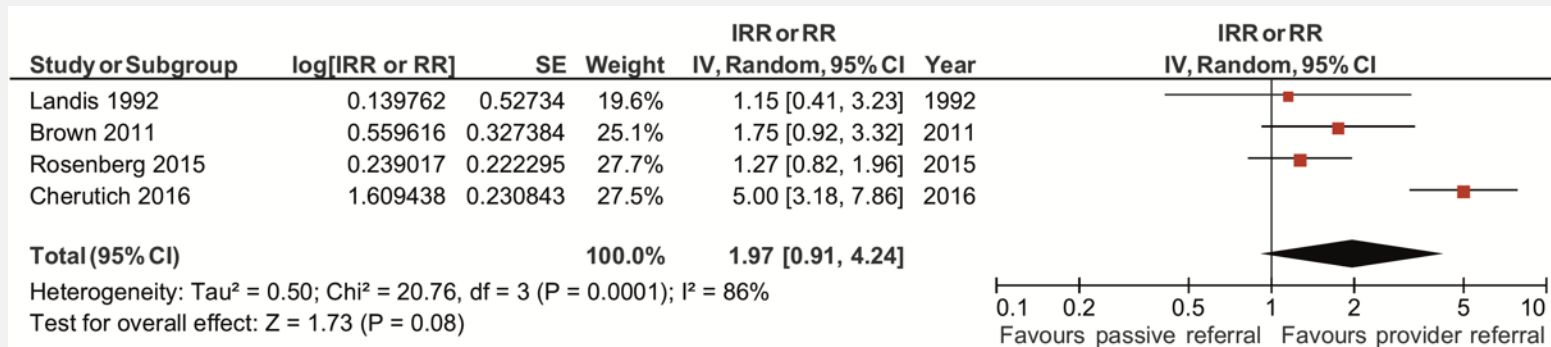 IRR or RR IRR or RR
Study or Subgroup log[IRR or RR] SE Weight IV, Random, 95% CI Year IV, Random, 95% CI
Landis 1992 0.139762 0.52734 19.6% 1.15 [0.41, 3.23] 1992
Brown 2011 0.559616 0.327384 25.1% 1.75 [0.92, 3.32] 2011
Rosenberg 2015 0.239017 0.222295 27.7% 1.27 [0.82, 1.96] 2015
Cherutich 2016 1.609438 0.230843 27.5% 5.00 [3.18, 7.86] 2016
Total (95% CI) 100.0% 1.97 [0.91, 4.24]
Heterogeneity: Tau² = 0.50; Chi² = 20.76, df = 3 (P = 0.0001); I² = 86%
Test for overall effect: Z = 1.73 (P = 0.08)
0.1 0.2 0.5 1 2 5 10
Favours passive referral Favours provider referral